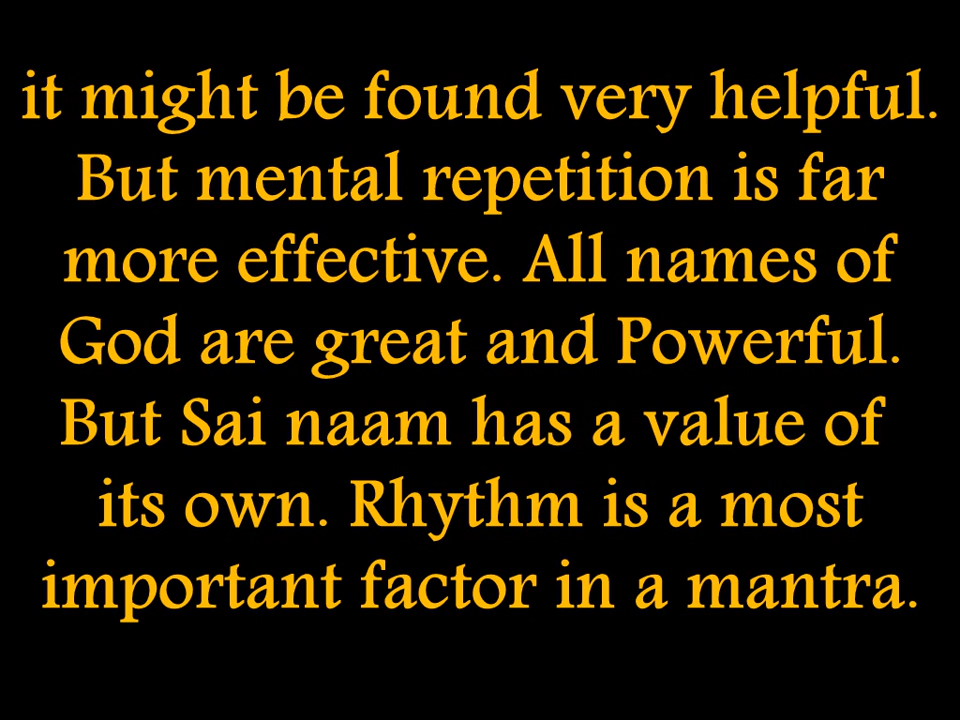 it might be found very helpful.
But mental repetition is far
more effective. All names of
God are great and Powerful.
But Sai naam has a value of
its own. Rhythm is a most
important factor in a mantra.